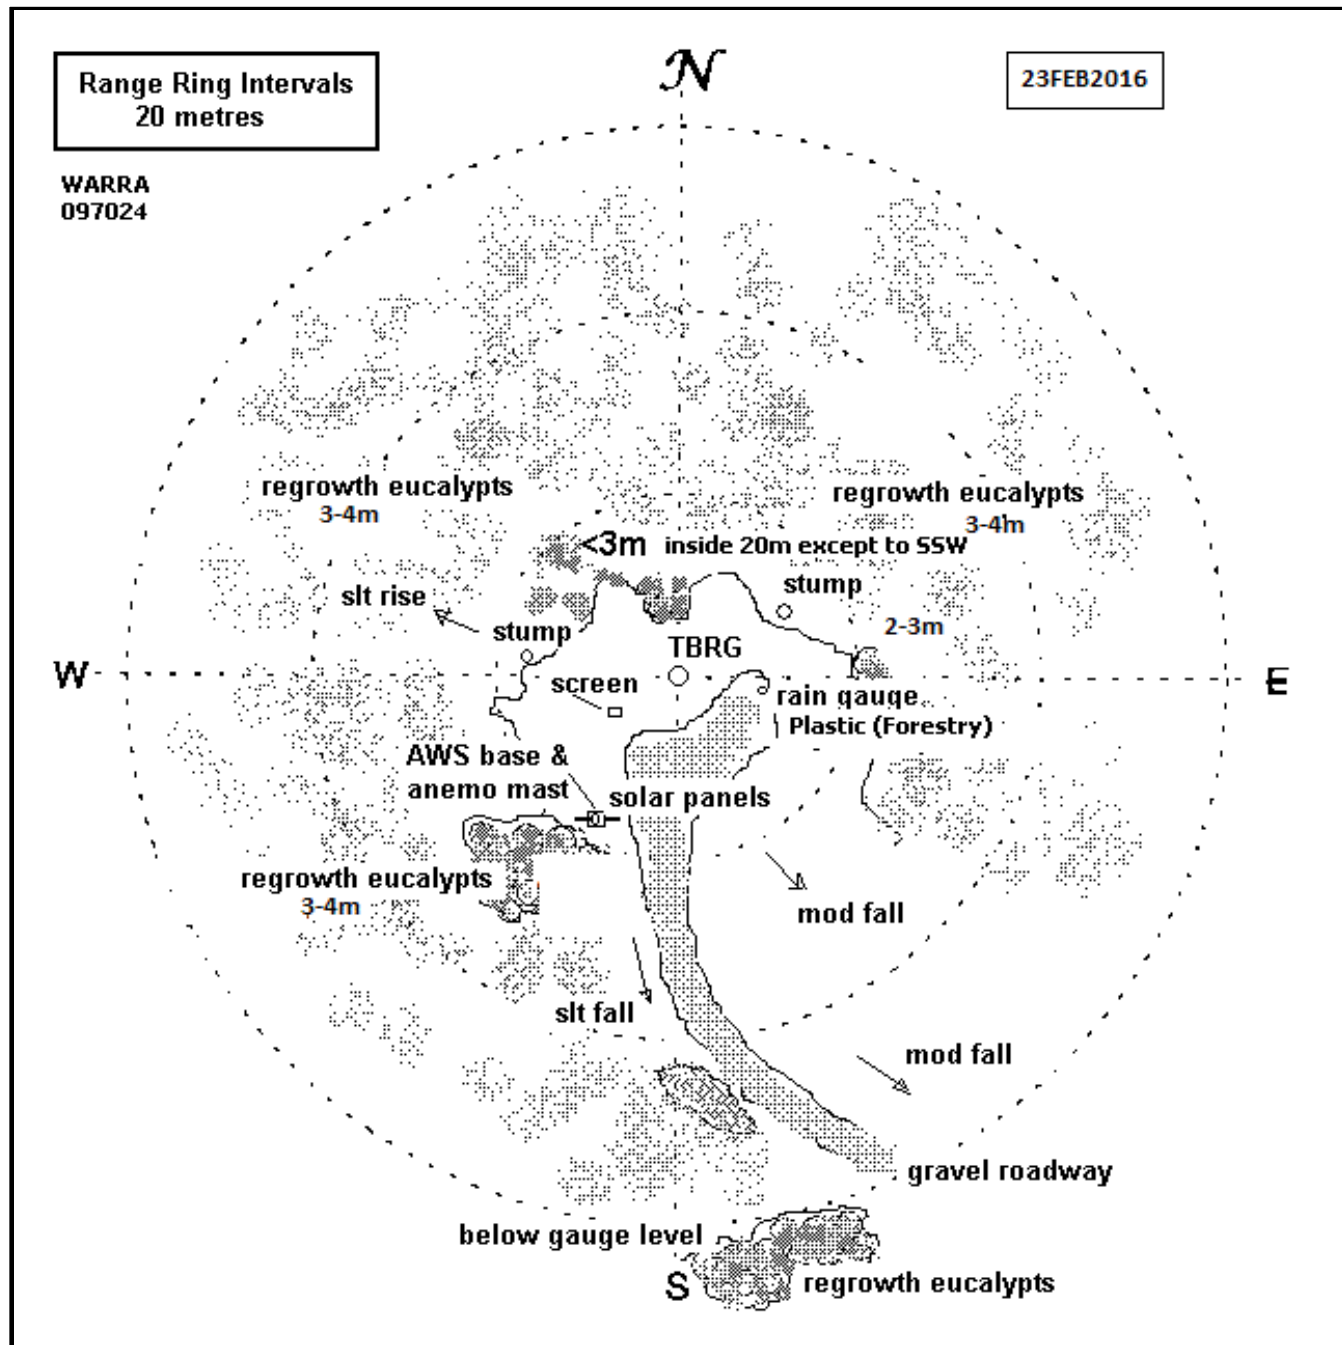 N
Range Ring Intervals
20 metres
23FEB2016
WARRA
097024
regrowth eucalypts
3-4m
regrowth eucalypts
3-4m
<3m inside 20m except to SSW
slt rise
stump
stump
2-3m
TBRG
W
E
screen
rain gauge
Plastic (Forestry)
AWS base &
anemo mast
solar panels
regrowth eucalypts
3-4m
mod fall
slt fall
mod fall
gravel roadway
below gauge level
S
regrowth eucalypts